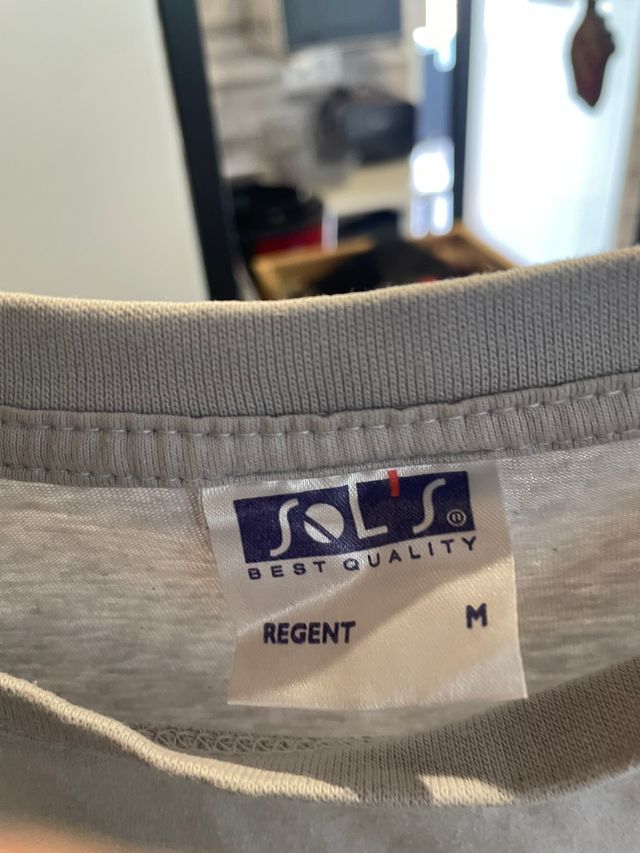 SOL'S ®
BEST QUALITY
REGENT M